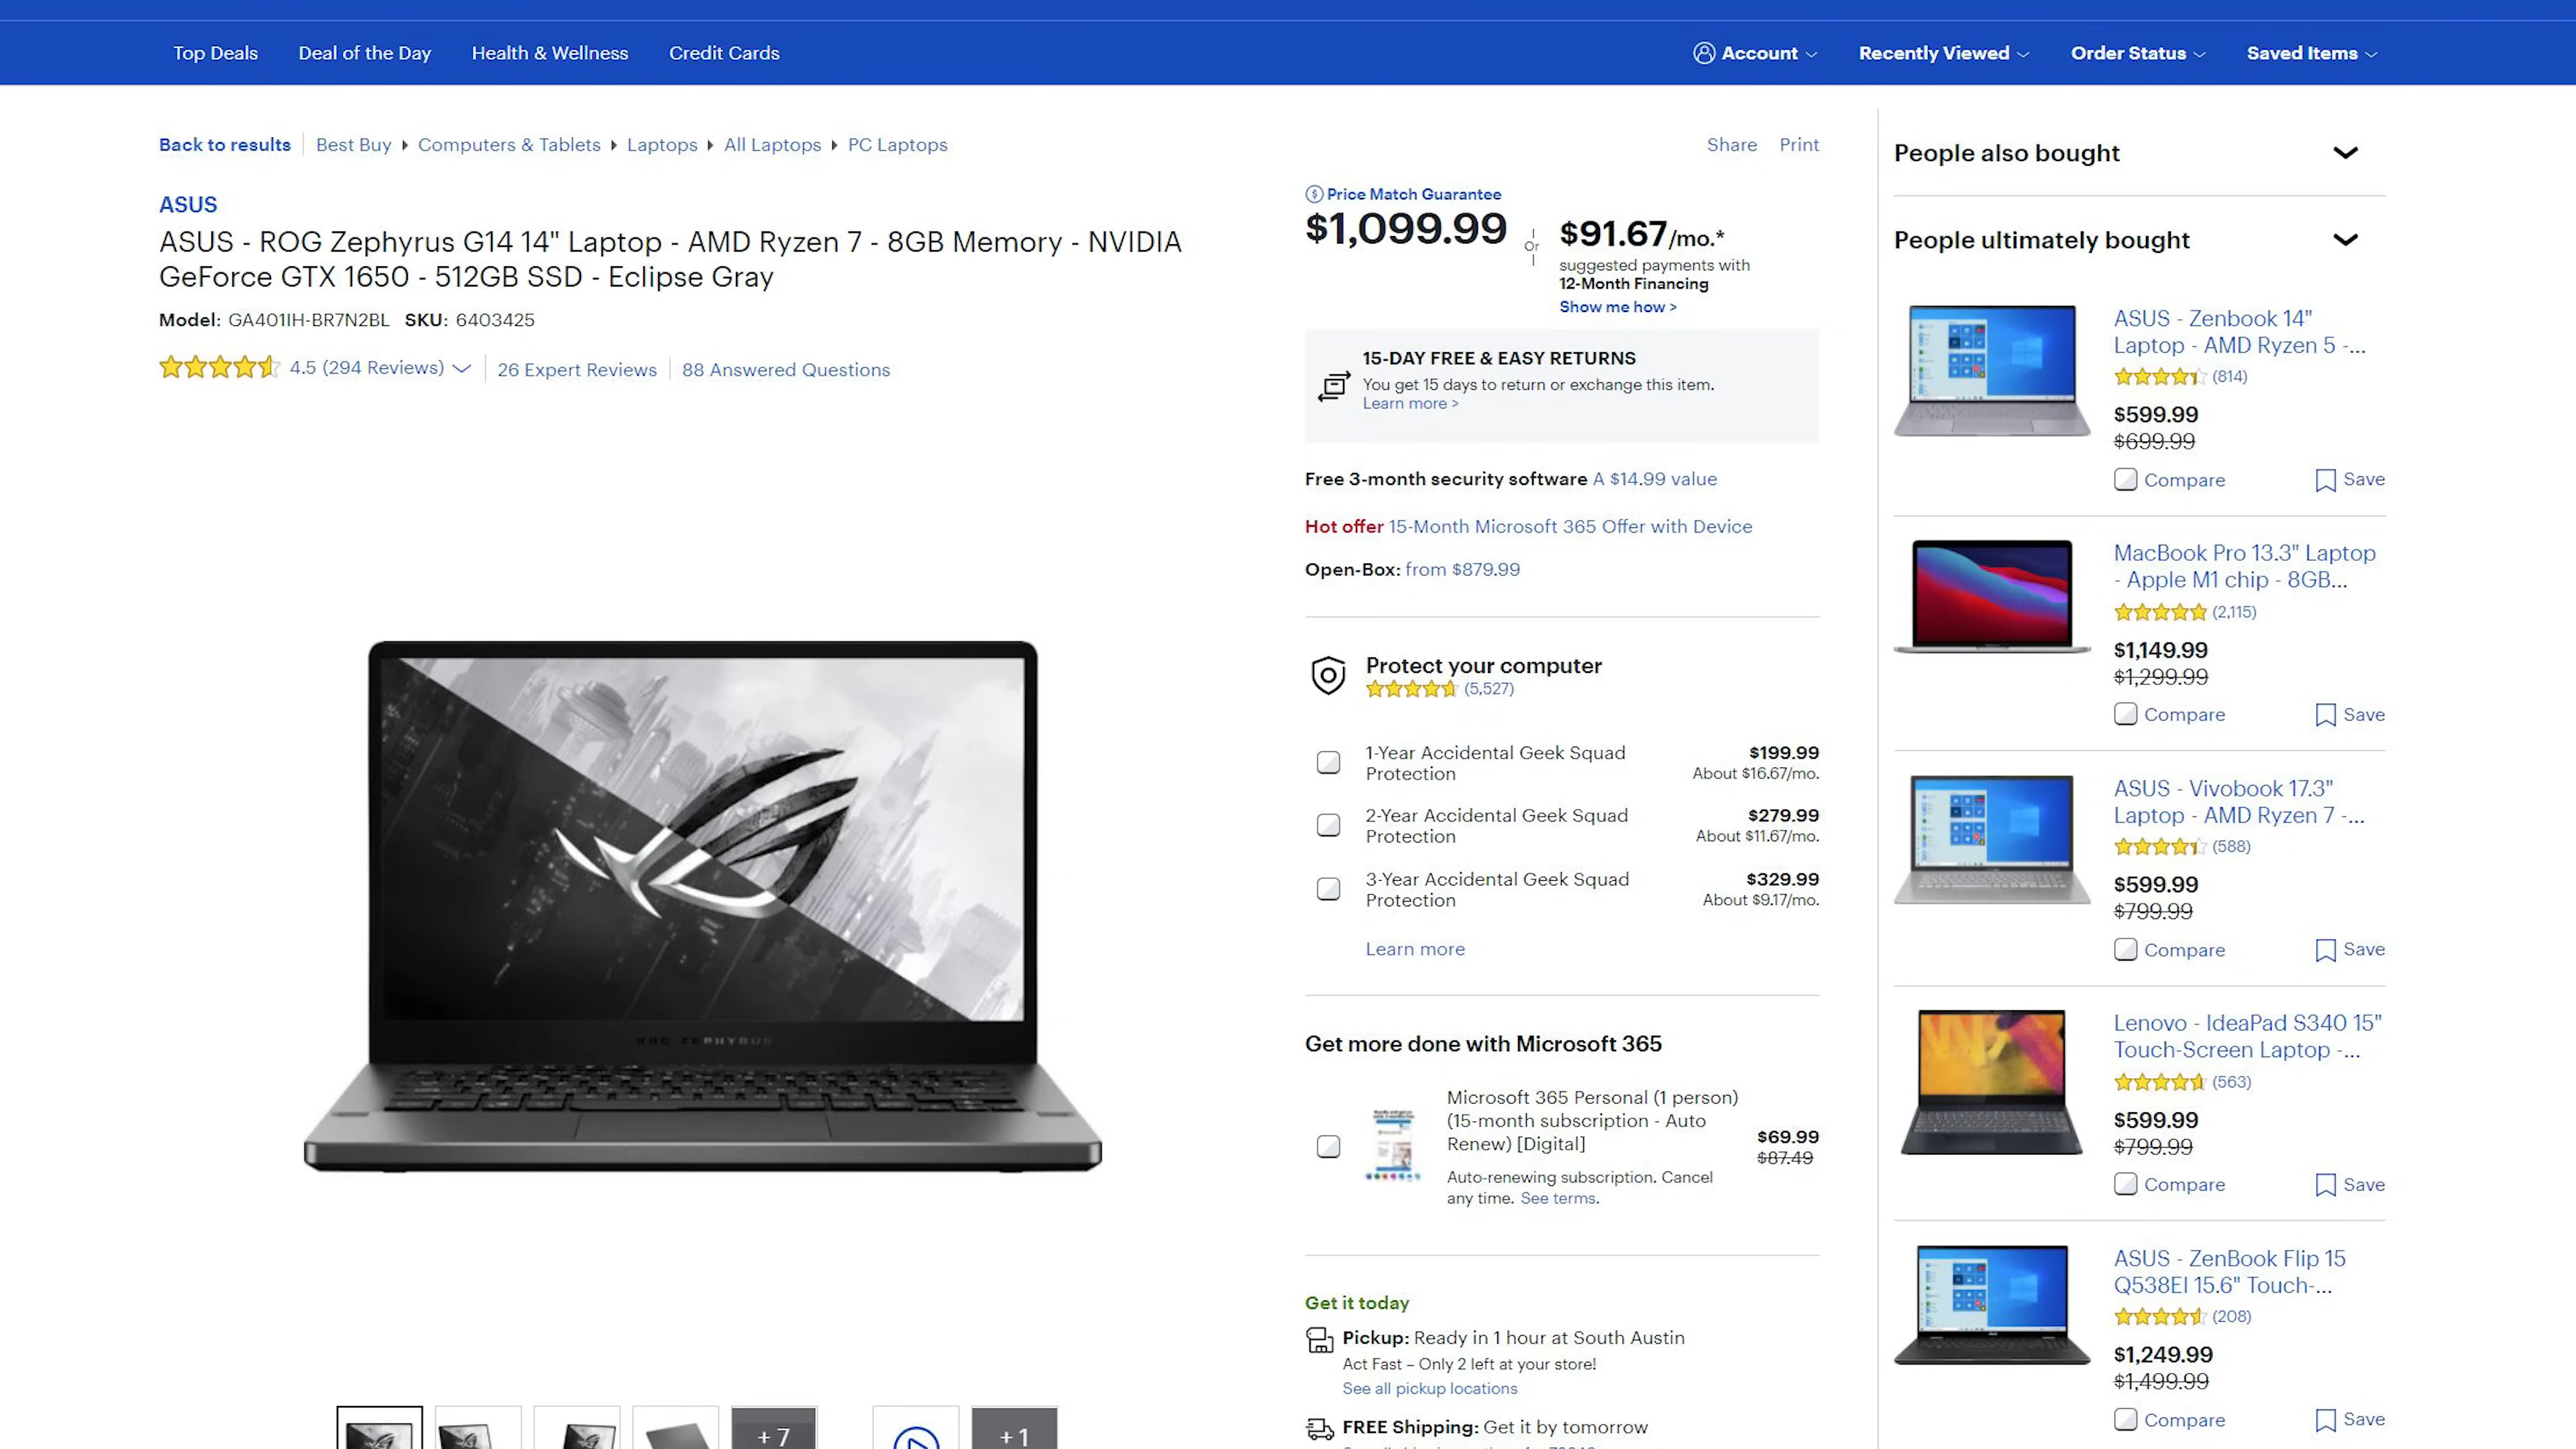 Top Deals
Deal of the Day
Health & Wellness
Credit Cards
Account
Recently Viewed
Order Status
Saved Items
Back to results
Best Buy
Computers & Tablets
Laptops
All Laptops
PC Laptops
Share
Print
ASUS
ASUS - ROG Zephyrus G14 14" Laptop - AMD Ryzen 7 - 8GB Memory - NVIDIA
GeForce GTX 1650 - 512GB SSD - Eclipse Gray
Model: GA401IH-BR7N2BL SKU: 6403425
4.5 (294 Reviews)
26 Expert Reviews
88 Answered Questions
ROG ZEPHYRUS
+7
+1
Price Match Guarantee
$1,099.99
Or
$91.67/mo.*
suggested payments with
12-Month Financing
Show me how >
15-DAY FREE & EASY RETURNS
You get 15 days to return or exchange this item.
Learn more >
Free 3-month security software A $14.99 value
Hot offer 15-Month Microsoft 365 Offer with Device
Open-Box: from $879.99
Protect your computer
(5,527)
1-Year Accidental Geek Squad
Protection
$199.99
About $16.67/mo.
2-Year Accidental Geek Squad
Protection
$279.99
About $11.67/mo.
3-Year Accidental Geek Squad
Protection
$329.99
About $9.17/mo.
Learn more
Get more done with Microsoft 365
Microsoft 365 Personal (1 person)
(15-month subscription - Auto
Renew) [Digital]
$69.99
$87.49
Auto-renewing subscription. Cancel
any time. See terms.
Get it today
Pickup: Ready in 1 hour at South Austin
Act Fast – Only 2 left at your store!
See all pickup locations
FREE Shipping: Get it by tomorrow
People also bought
People ultimately bought
ASUS - Zenbook 14"
Laptop - AMD Ryzen 5 -...
(814)
$599.99
$699.99
Compare
Save
MacBook Pro 13.3" Laptop
- Apple M1 chip - 8GB...
(2,115)
$1,149.99
$1,299.99
Compare
Save
ASUS - Vivobook 17.3"
Laptop - AMD Ryzen 7 -...
(588)
$599.99
$799.99
Compare
Save
Lenovo - IdeaPad S340 15"
Touch-Screen Laptop -...
(563)
$599.99
$799.99
Compare
Save
ASUS - ZenBook Flip 15
Q538EI 15.6" Touch-...
(208)
$1,249.99
$1,499.99
Compare
Save